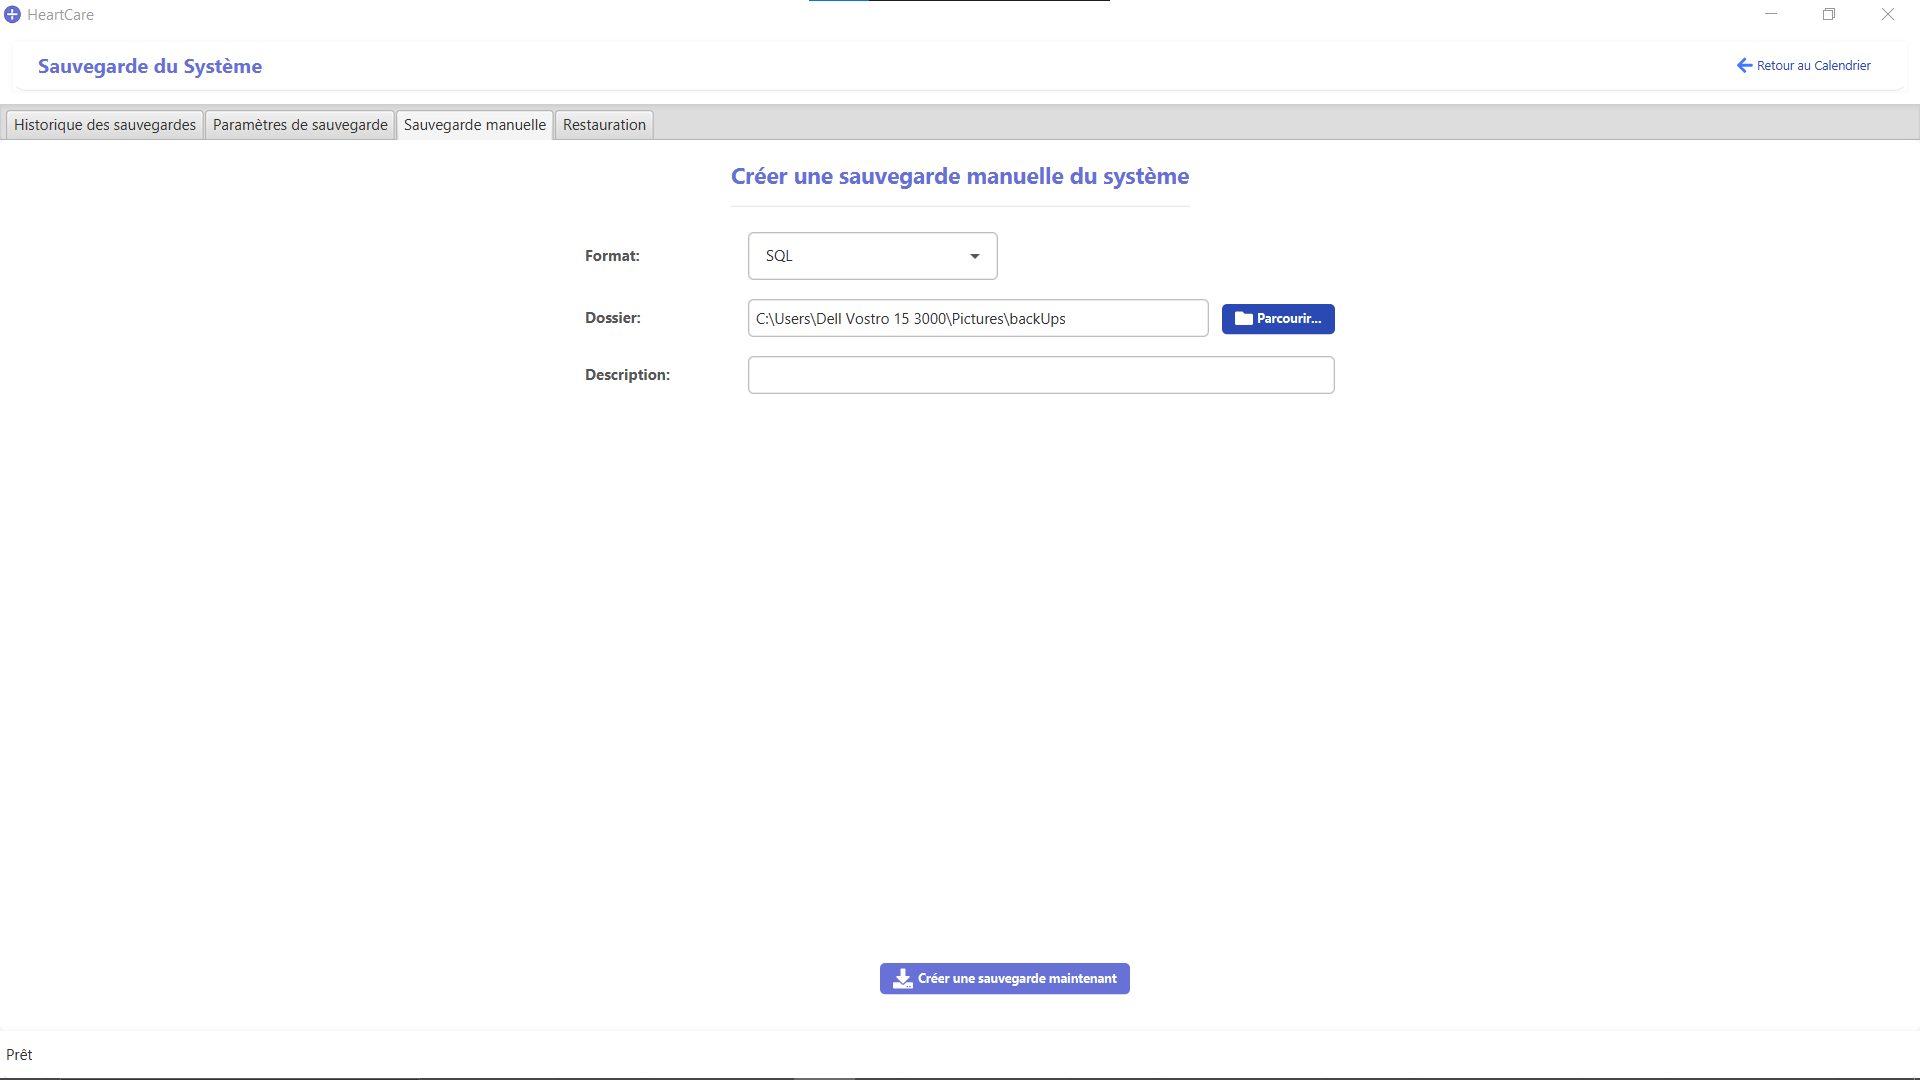 HeartCare
Sauvegarde du Système
Retour au Calendrier
Historique des sauvegardes
Paramètres de sauvegarde
Sauvegarde manuelle
Restauration
Créer une sauvegarde manuelle du système
Format:
SQL
Dossier:
C:\Users\Dell Vostro 15 3000\Pictures\backUps
Parcourir...
Description:
Créer une sauvegarde maintenant
Prêt